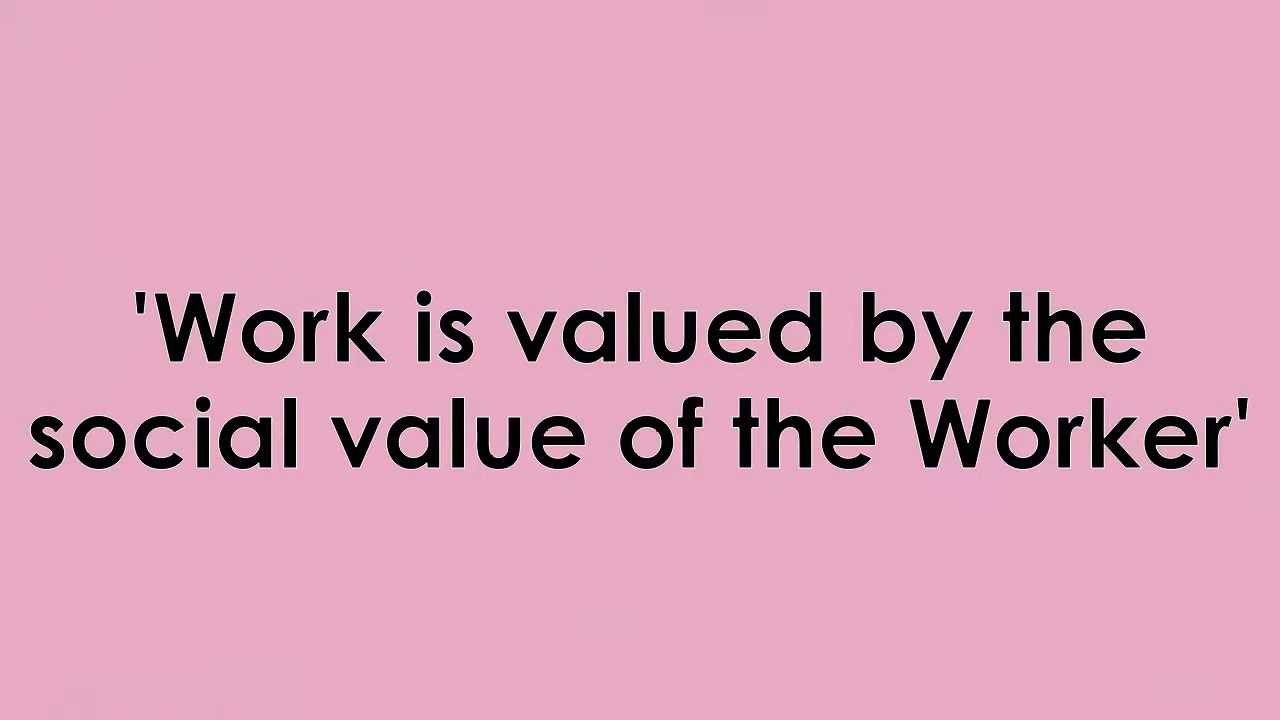 'Work is valued by the
social value of the Worker'